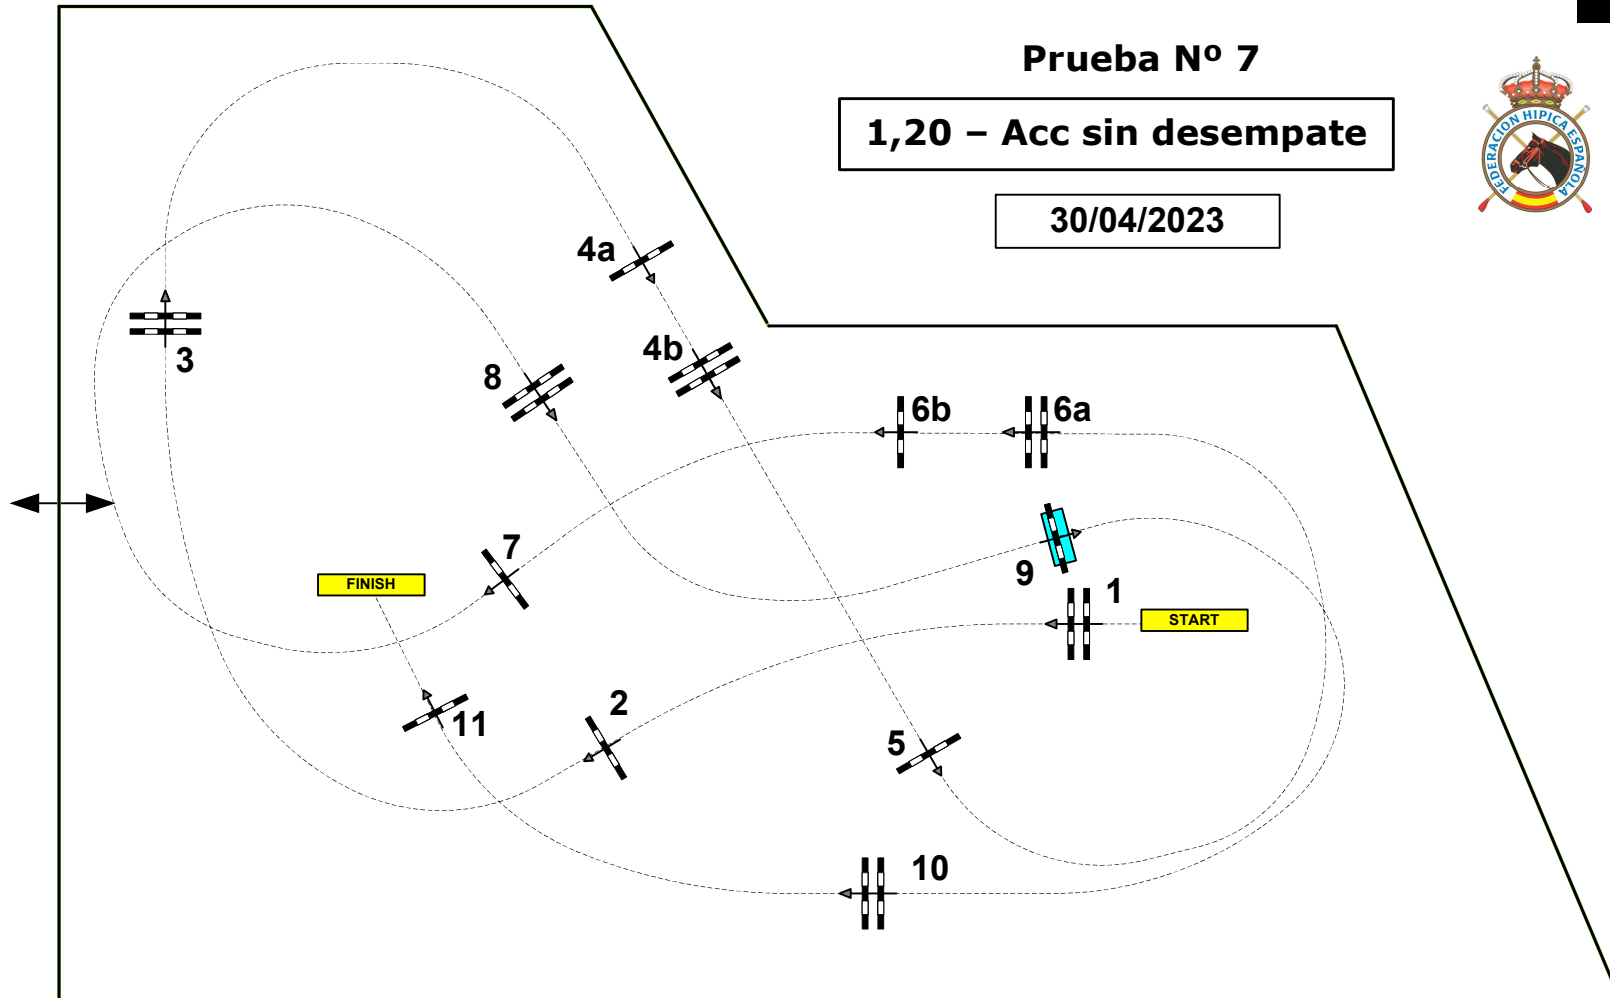 Prueba Nº 7
1,20 – Acc sin desempate
30/04/2023
FEDERACION HIPICA ESPAÑOLA
4a
4b
3
8
6b
6a
7
9
1
START
FINISH
2
11
5
10